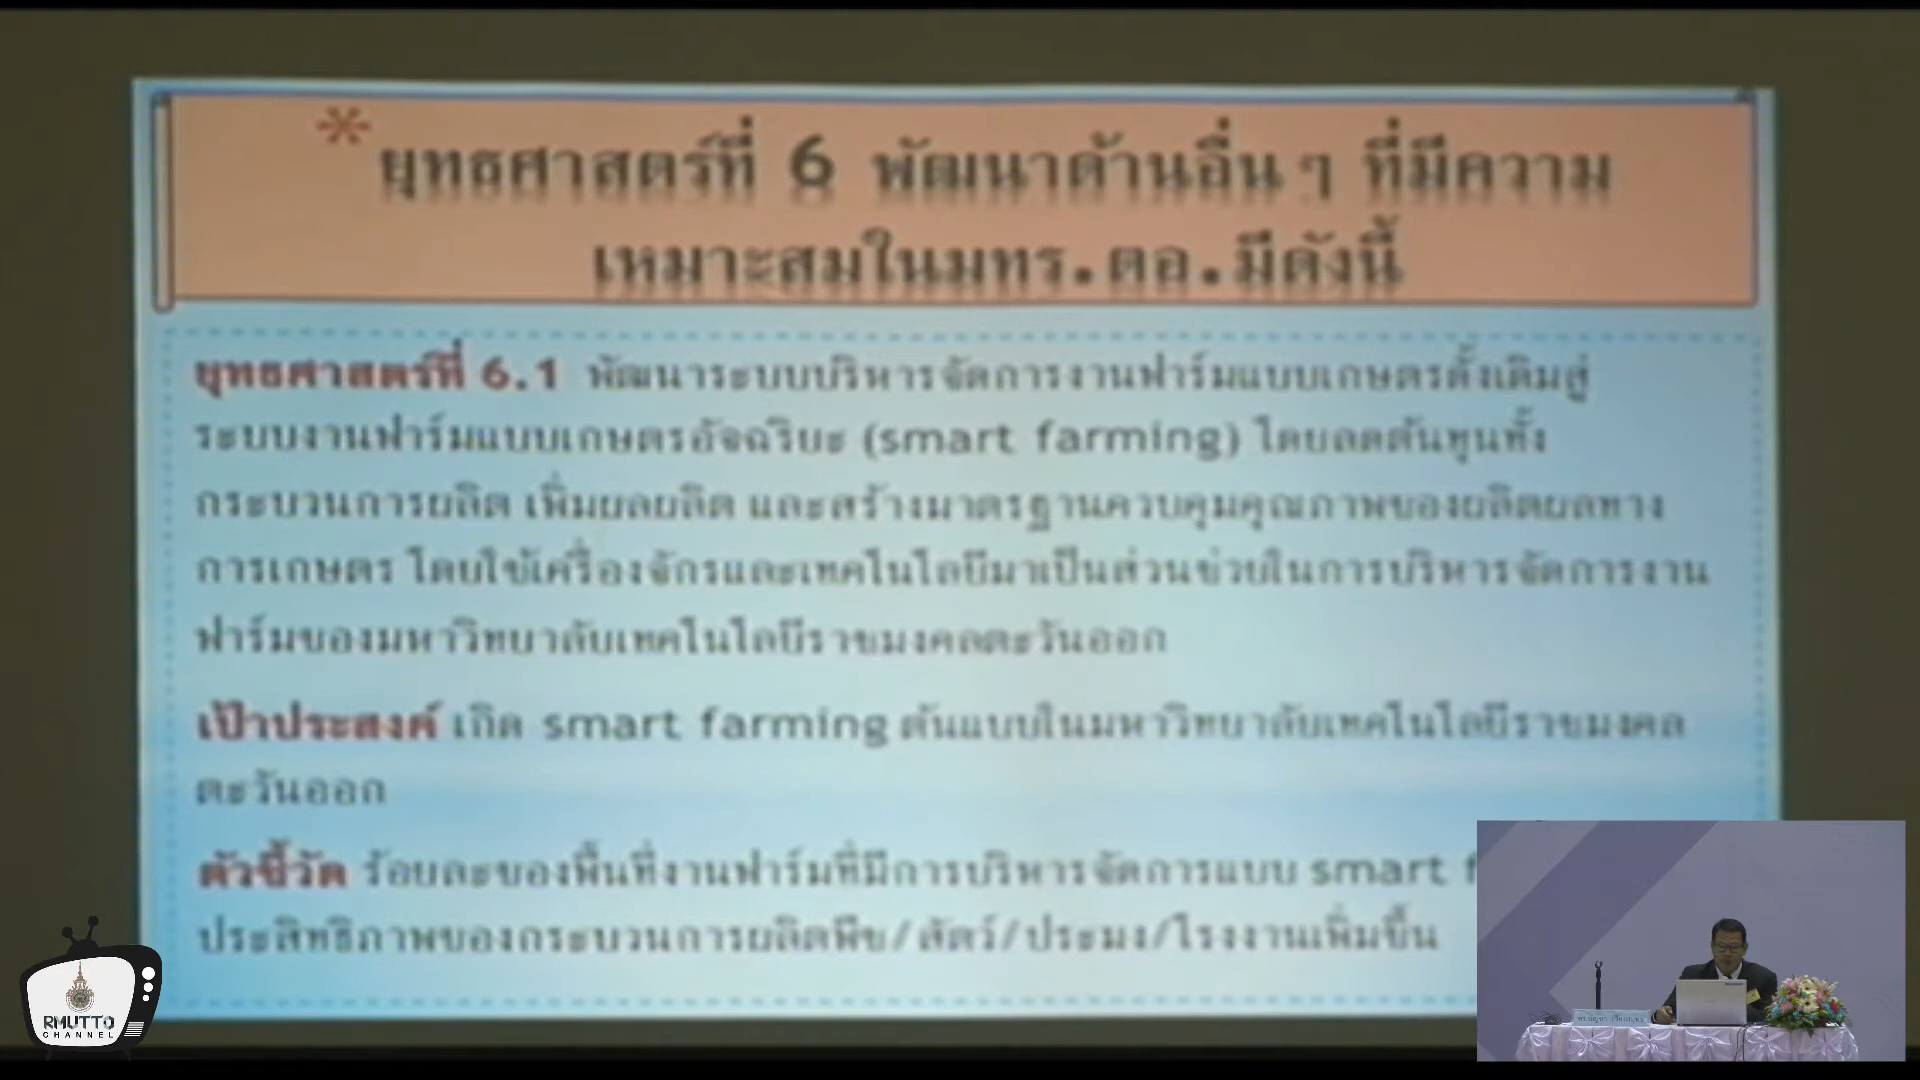 * ยุทธศาสตร์ที่ 6 พัฒนาด้านอื่นๆ ที่มีความ
เหมาะสมในมทร.ตอ.มีดังนี้
ยุทธศาสตร์ที่ 6.1 พัฒนาระบบบริหารจัดการงานฟาร์มแบบเกษตรดั้งเดิมสู่
ระบบงานฟาร์มแบบเกษตรอัจฉริยะ (smart farming) โดยลดต้นทุนทั้ง
กระบวนการผลิต เพิ่มผลผลิต และสร้างมาตรฐานควบคุมคุณภาพของผลิตผลทาง
การเกษตร โดยใช้เครื่องจักรและเทคโนโลยีมาเป็นส่วนช่วยในการบริหารจัดการงาน
ฟาร์มของมหาวิทยาลัยเทคโนโลยีราชมงคลตะวันออก
เป้าประสงค์ เกิด smart farming ต้นแบบในมหาวิทยาลัยเทคโนโลยีราชมงคล
ตะวันออก
ตัวชี้วัด ร้อยละของพื้นที่งานฟาร์มที่มีการบริหารจัดการแบบ smart f
ประสิทธิภาพของกระบวนการผลิตพืช/สัตว์/ประมง/โรงงานเพิ่มขึ้น
RMUTTO
CHANNEL